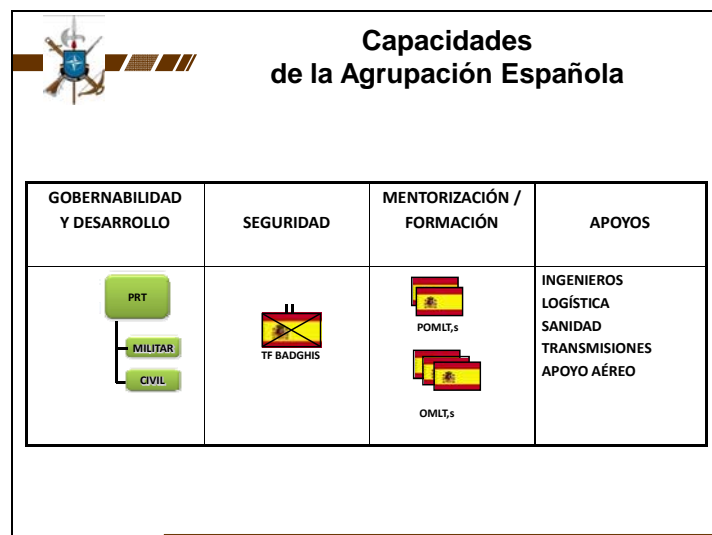 Capacidades
de la Agrupación Española
GOBERNABILIDAD
Y DESARROLLO
SEGURIDAD
MENTORIZACIÓN /
FORMACIÓN
APOYOS
PRT
MILITAR
CIVIL
TF BADGHIS
POMLT,s
OMLT,s
INGENIEROS
LOGÍSTICA
SANIDAD
TRANSMISIONES
APOYO AÉREO